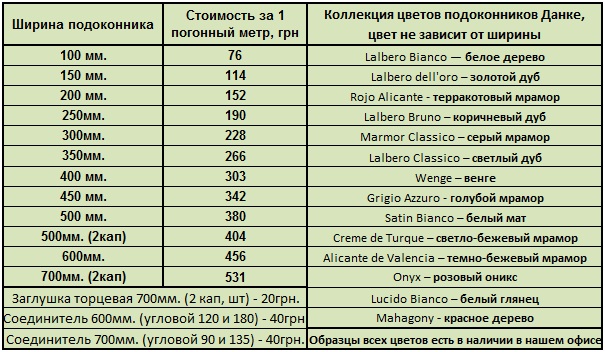 Ширина подоконника
Стоимость за 1
погонный метр, грн
Коллекция цветов подоконников Данке,
цвет не зависит от ширины
100 мм. 76 Lalbero Bianco — белое дерево
150 мм. 114 Lalbero dell'oro – золотой дуб
200 мм. 152 Rojo Alicante - терракотовый мрамор
250мм. 190 Lalbero Bruno – коричневый дуб
300мм. 228 Marmor Classico – серый мрамор
350мм. 266 Lalbero Classico – светлый дуб
400 мм. 303 Wenge – венге
450 мм. 342 Grigio Azzuro - голубой мрамор
500 мм. 380 Satin Bianco – белый мат
500мм. (2кап) 404 Creme de Turque – светло-бежевый мрамор
600мм. 456 Alicante de Valencia – темно-бежевый мрамор
700мм. (2кап) 531 Onyx – розовый оникс
Заглушка торцевая 700мм. (2 кап, шт) - 20грн. Lucido Bianco – белый глянец
Соединитель 600мм. (угловой 120 и 180) - 40грн. Mahagony - красное дерево
Соединитель 700мм. (угловой 90 и 135) - 40грн. Образцы всех цветов есть в наличии в нашем офисе